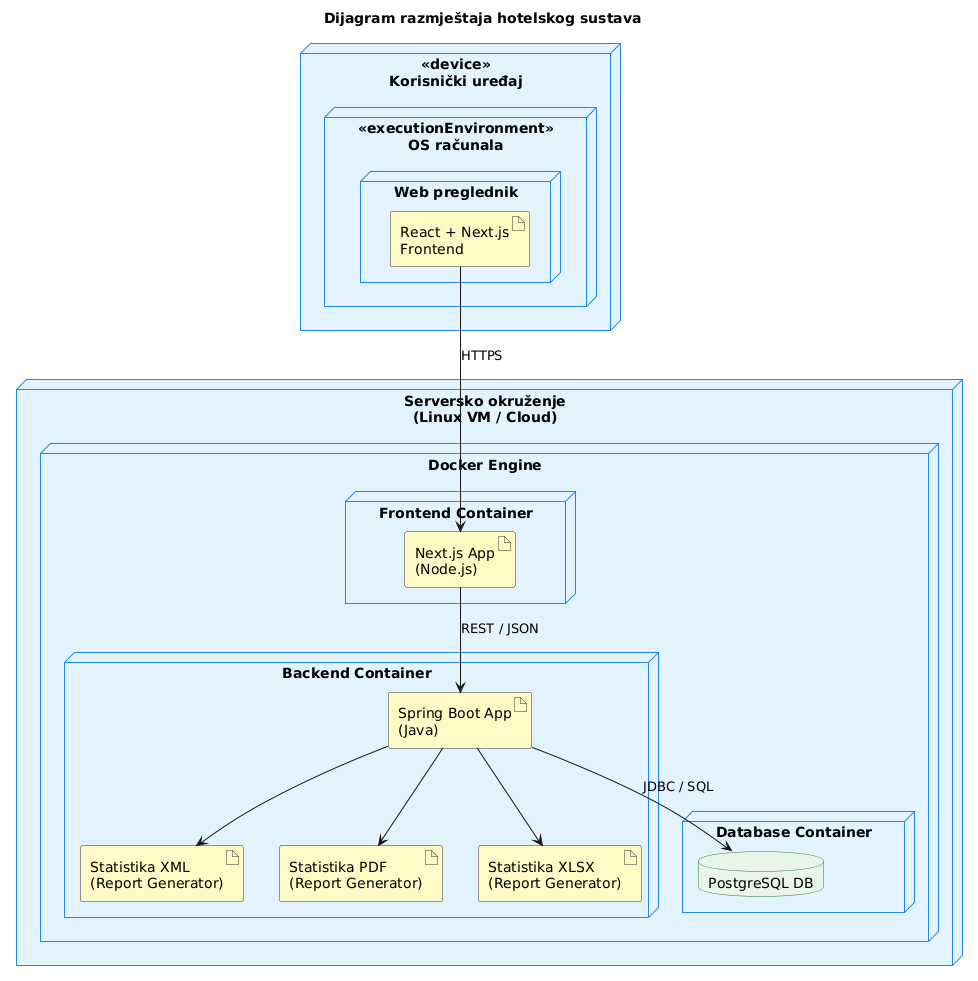 Dijagram razmještaja hotelskog sustava
«device»
Korisnički uređaj
«executionEnvironment»
OS računala
Web preglednik
React + Next.js
Frontend
HTTPS
Serversko okruženje
(Linux VM / Cloud)
Docker Engine
Frontend Container
Next.js App
(Node.js)
REST / JSON
Backend Container
Spring Boot App
(Java)
JDBC / SQL
Database Container
PostgreSQL DB
Statistika XML
(Report Generator)
Statistika PDF
(Report Generator)
Statistika XLSX
(Report Generator)